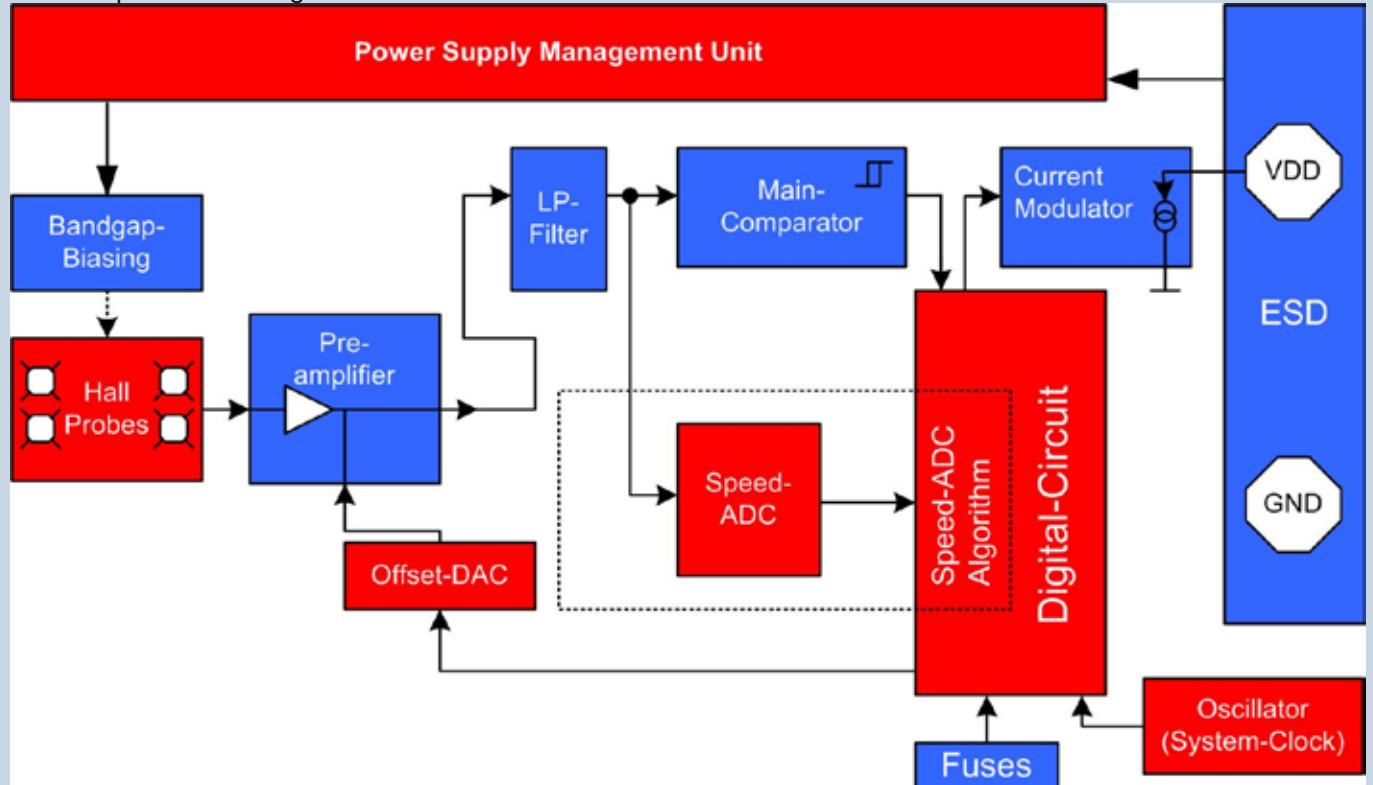 Power Supply Management Unit
Bandgap-
Biasing
LP-
Filter
Main-
Comparator
Current
Modulator
VDD
ESD
GND
Hall
Probes
Pre-
amplifier
Speed-
ADC
Speed-ADC
Algorithm
Digital-Circuit
Offset-DAC
Oscillator
(System-Clock)
Fuses